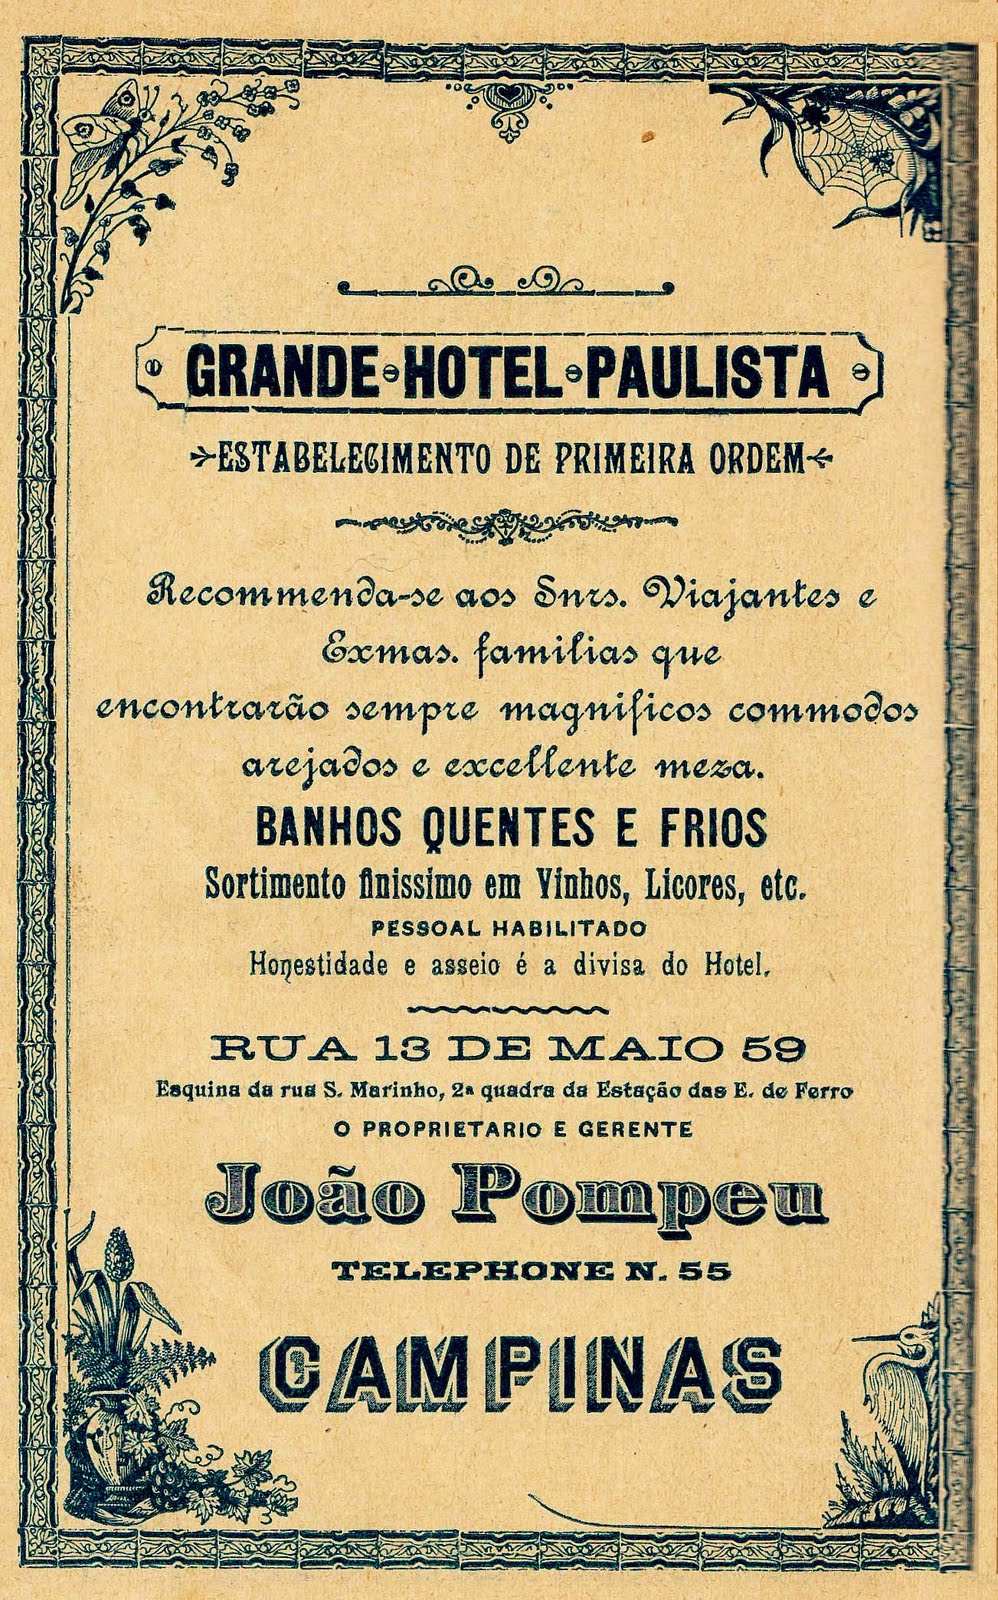 GRANDE HOTEL PAULISTA
ESTABELECIMENTO DE PRIMEIRA ORDEM
Recommenda-se aos Snrs. Viajantes e
Exmas. familias que
encontrarão sempre magnificos commodos
arejados e excellente meza.
BANHOS QUENTES E FRIOS
Sortimento finissimo em Vinhos, Licores, etc.
PESSOAL HABILITADO
Honestidade e asseio é a divisa do Hotel.
RUA 13 DE MAIO 59
Esquina da rua S. Marinho, 2ª quadra da Estação das E. de Ferro
O PROPRIETARIO E GERENTE
João Pompeu
TELEPHONE N. 55
CAMPINAS